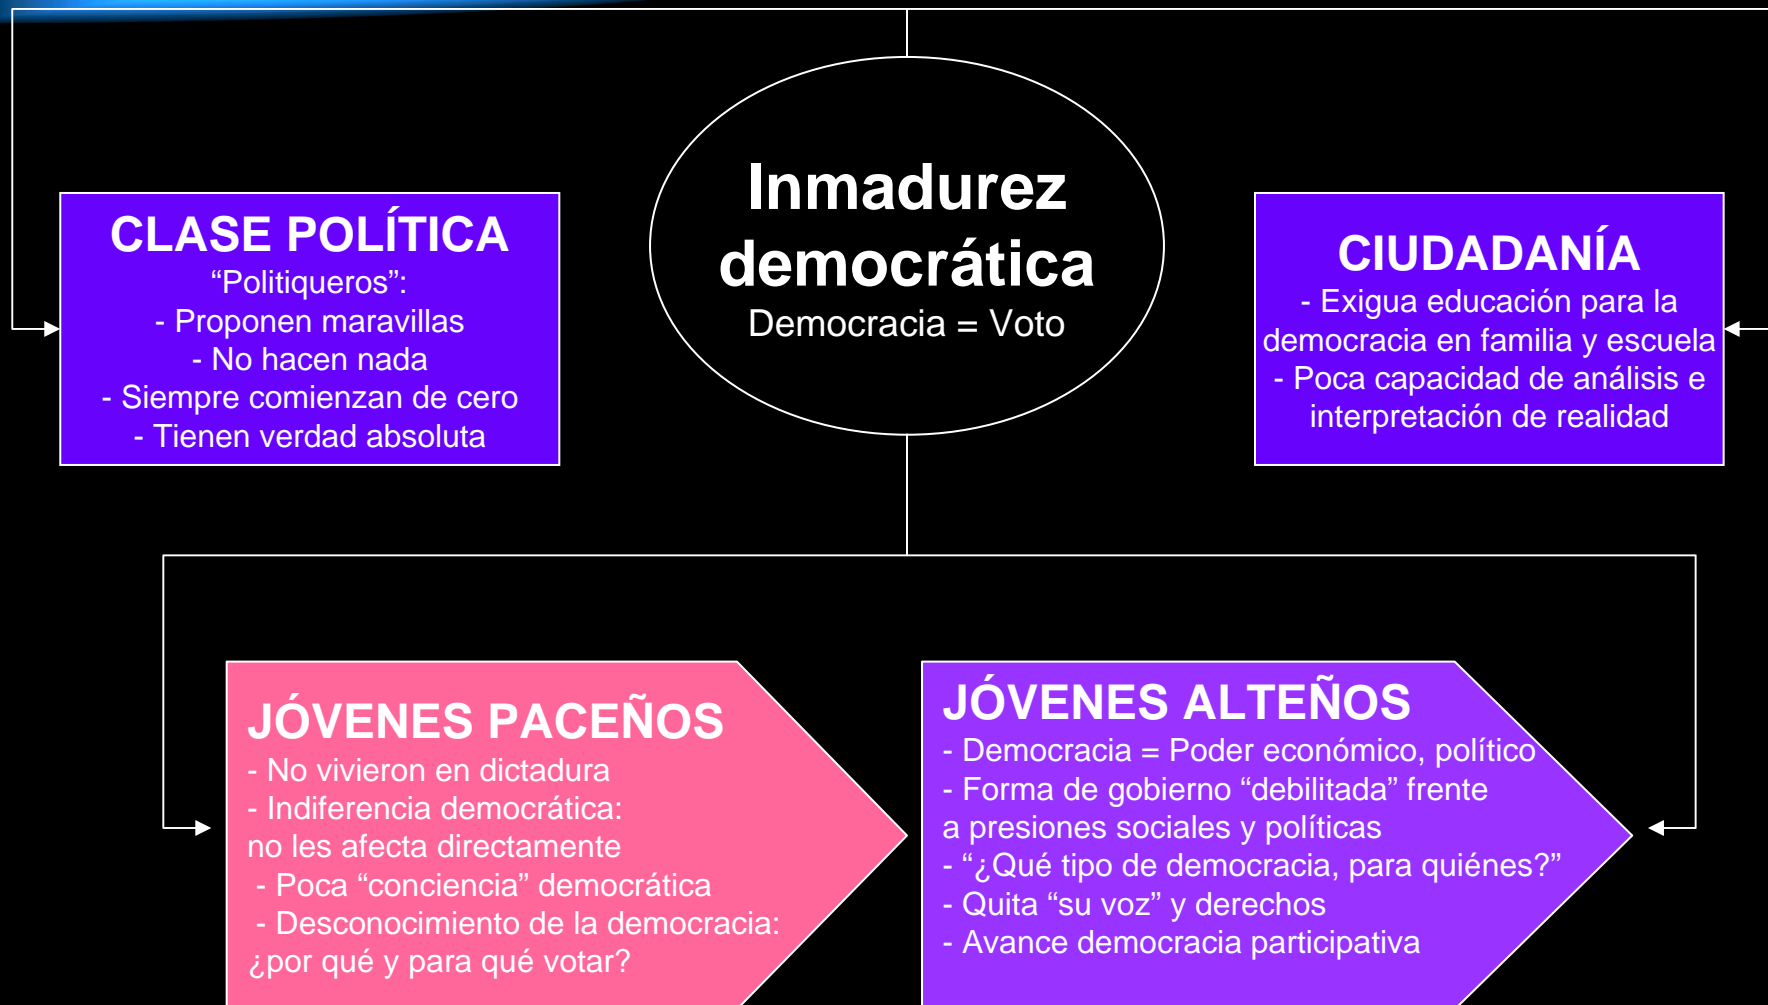 Inmadurez
democrática
Democracia = Voto
CLASE POLÍTICA
“Politiqueros”:
- Proponen maravillas
- No hacen nada
- Siempre comienzan de cero
- Tienen verdad absoluta
CIUDADANÍA
- Exigua educación para la
democracia en familia y escuela
- Poca capacidad de análisis e
interpretación de realidad
JÓVENES PACEÑOS
- No vivieron en dictadura
- Indiferencia democrática:
no les afecta directamente
- Poca “conciencia” democrática
- Desconocimiento de la democracia:
¿por qué y para qué votar?
JÓVENES ALTEÑOS
- Democracia = Poder económico, político
- Forma de gobierno “debilitada” frente
a presiones sociales y políticas
- “¿Qué tipo de democracia, para quiénes?”
- Quita “su voz” y derechos
- Avance democracia participativa